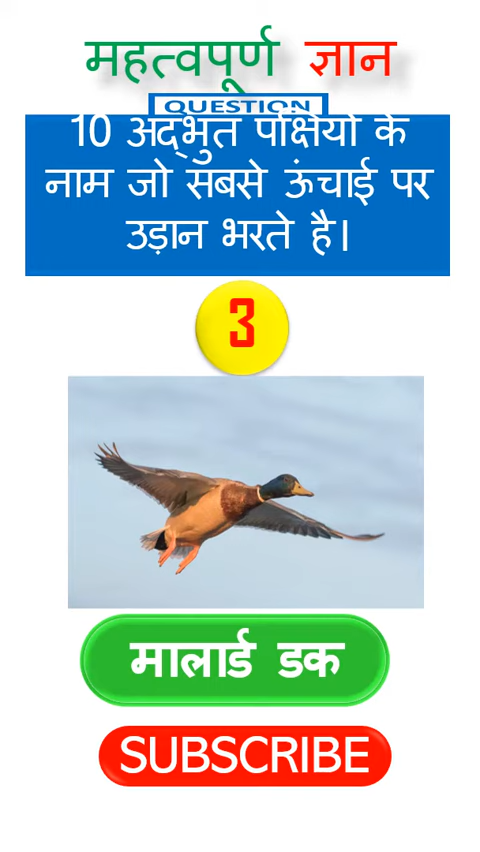 महत्वपूर्ण ज्ञान
QUESTION
10 अद्भुत पक्षियों के
नाम जो सबसे ऊंचाई पर
उड़ान भरते है।
3
मालार्ड डक
SUBSCRIBE